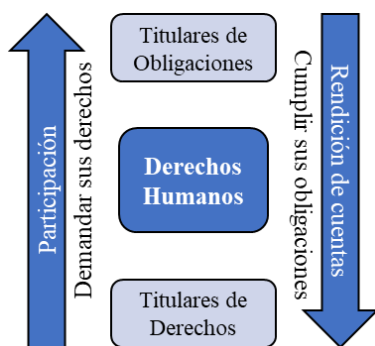 Participación
Demandar sus derechos
Titulares de
Obligaciones
Derechos
Humanos
Titulares de
Derechos
Cumplir sus obligaciones
Rendición de cuentas